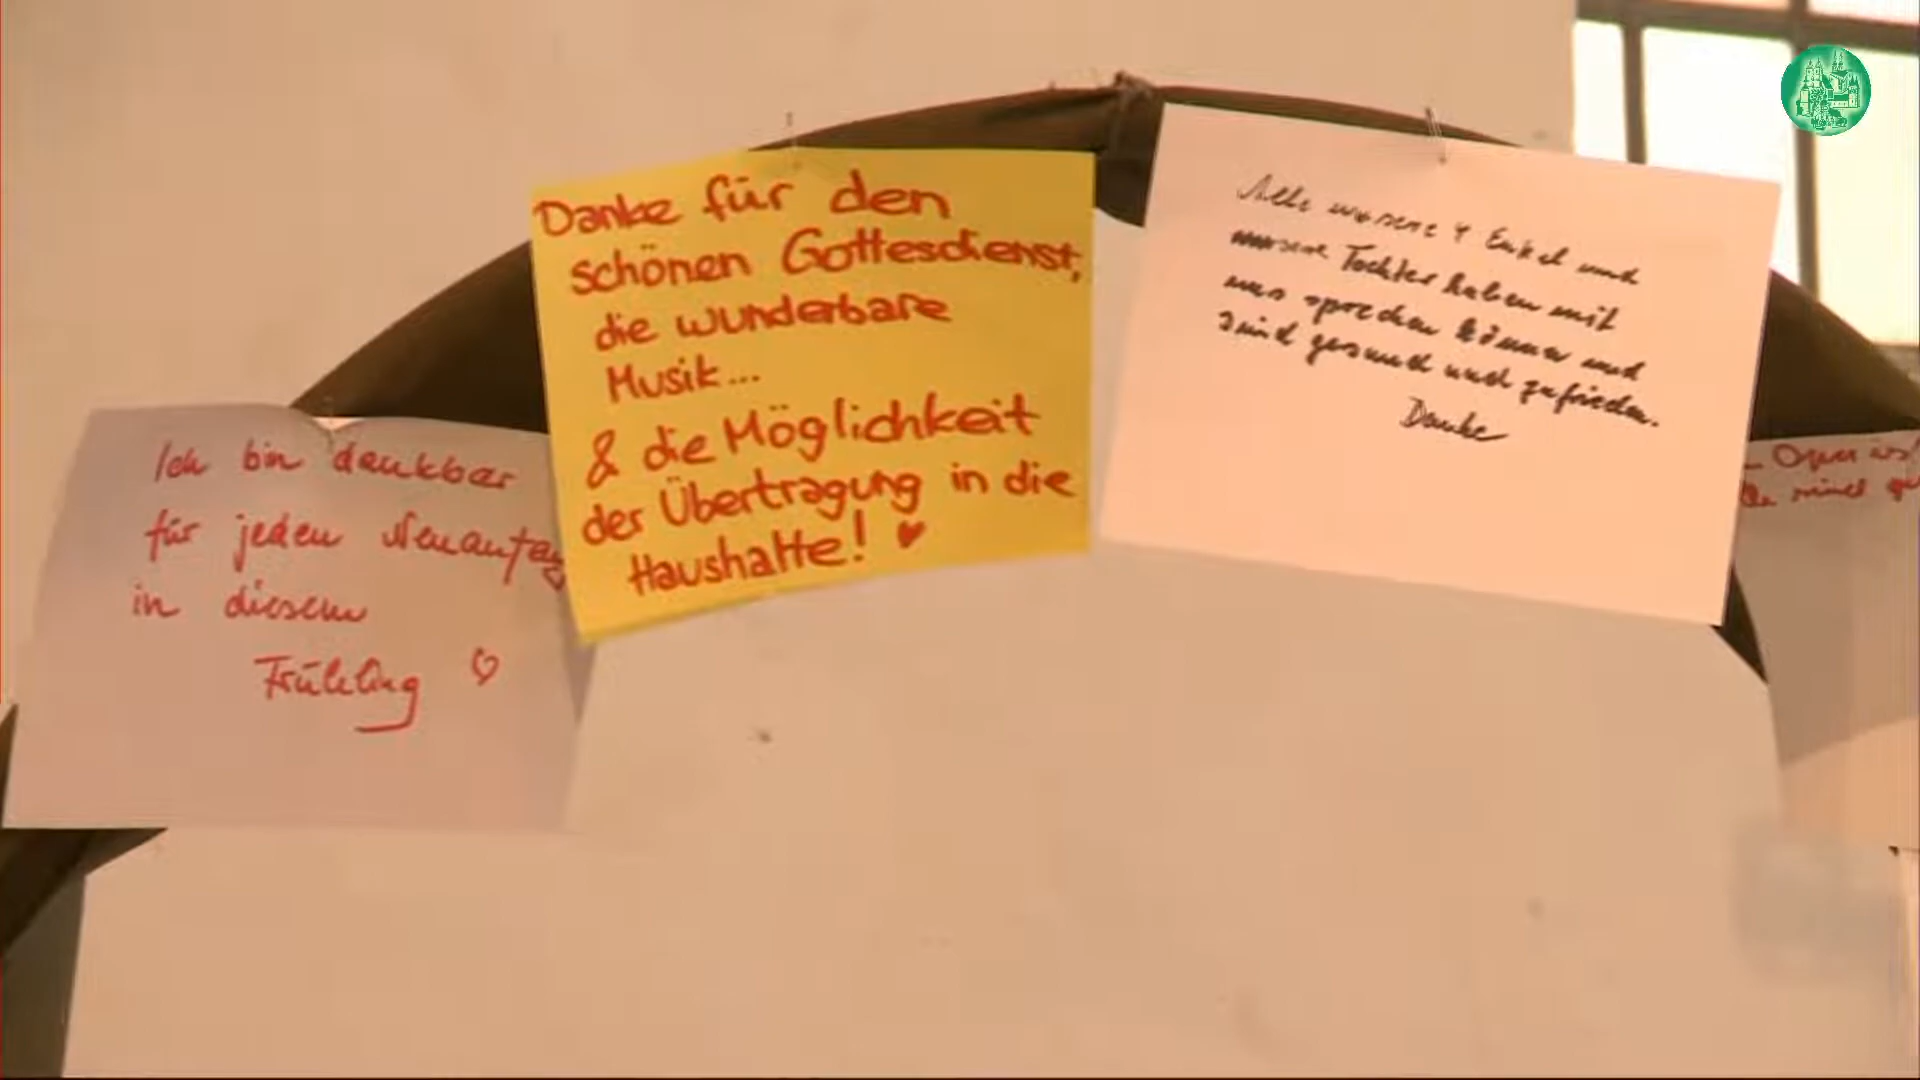 Ich bin dankbar
für jeden Neuanfang
in diesem
Frühling
Danke für den
schönen Gottesdienst,
die wunderbare
Musik...
& die Möglichkeit
der Übertragung in die
Haushalte!
Alle unsere 4 Enkel und
unsere Tochter haben mit
uns sprechen können und
sind gesund und zufrieden.
Danke